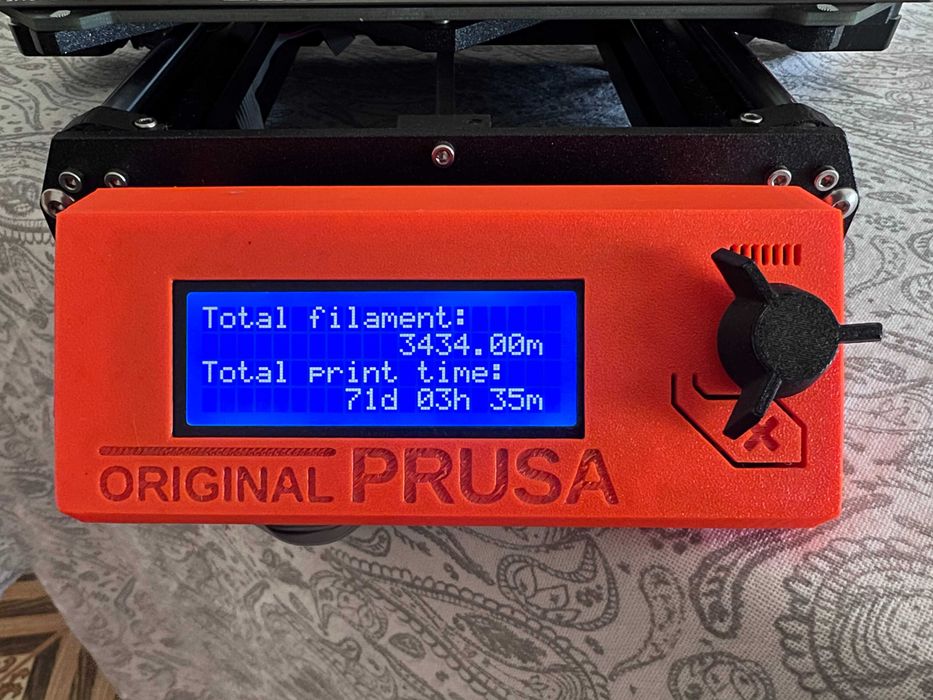 Total filament:
3434.00m
Total print time:
71d 03h 35m
ORIGINAL PRUSA
X